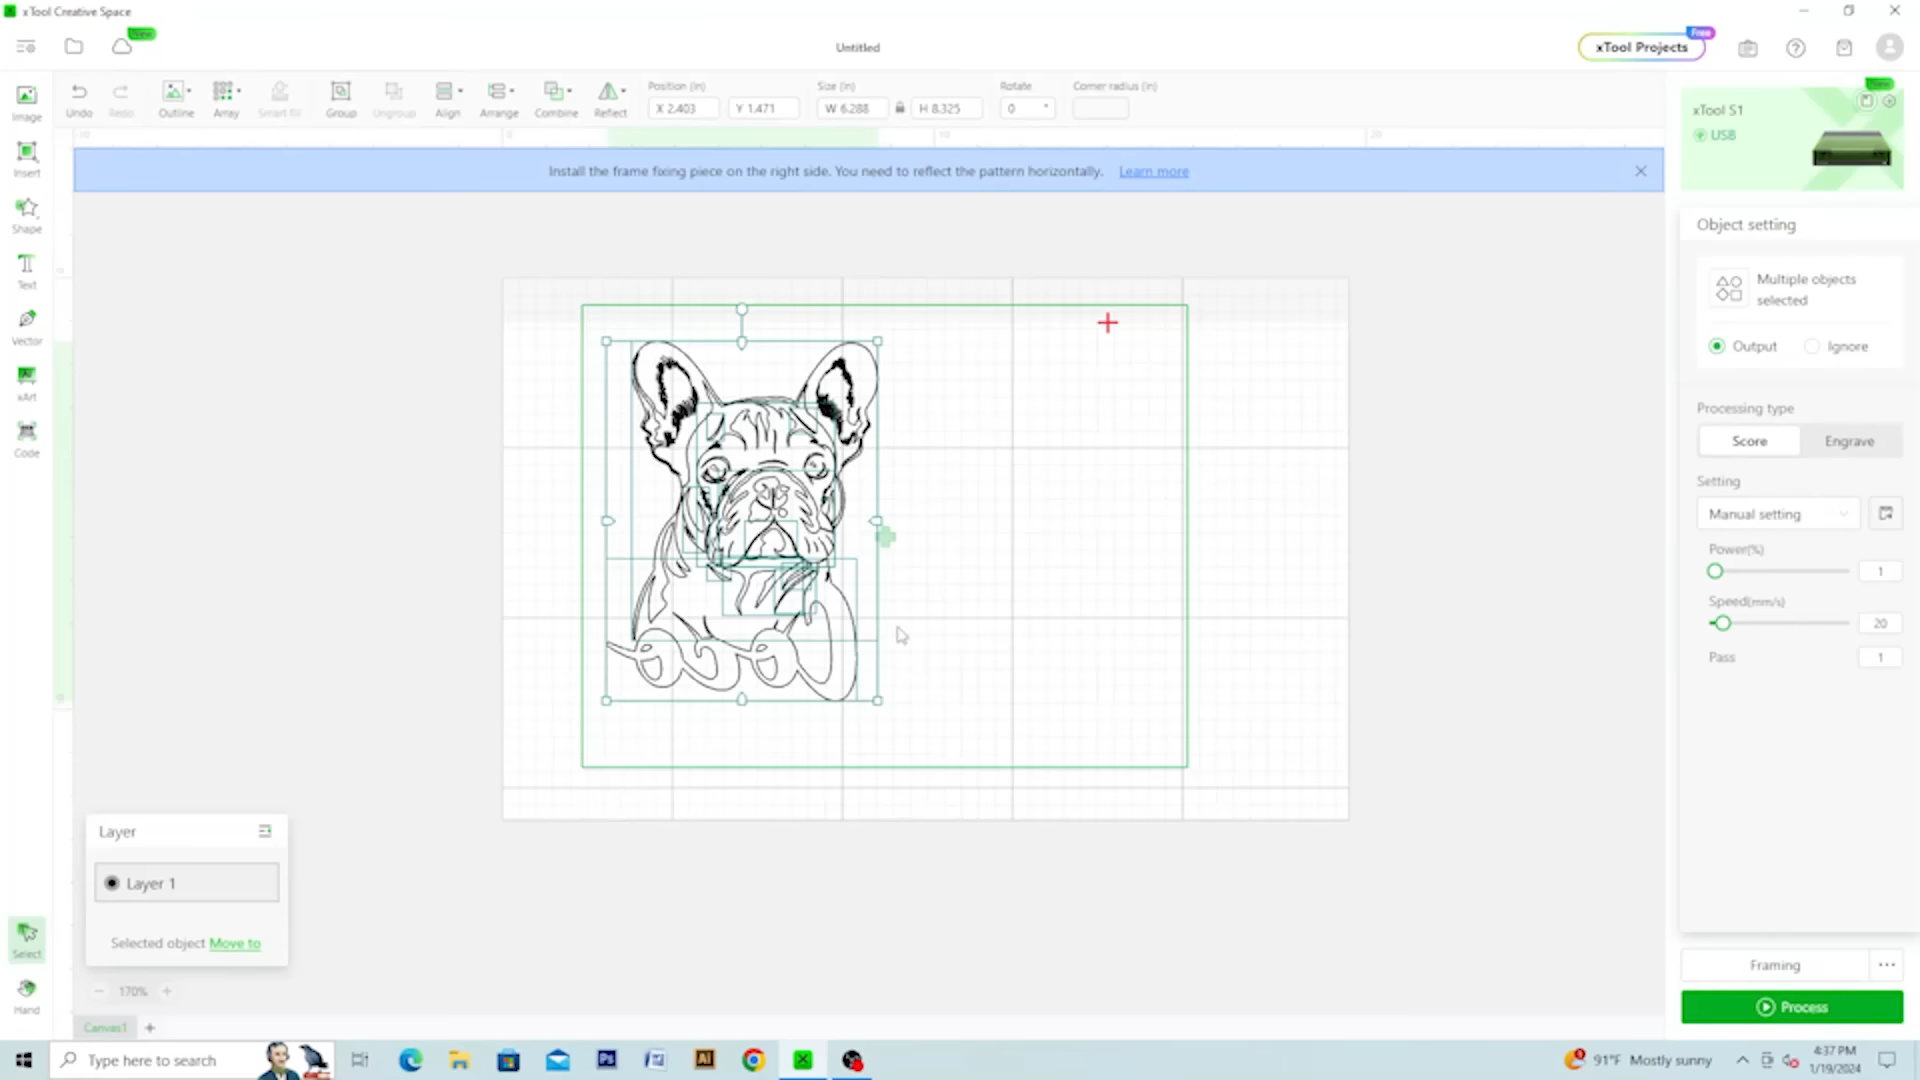 xTool Creative Space
New
Untitled
Free
xTool Projects
Undo
Redo
Outline
Array
Smart fill
Group
Ungroup
Align
Arrange
Combine
Reflect
Position (in)
X 2.403
Y 1.471
Size (in)
W 6.288
H 8.325
Rotate
0 °
Corner radius (in)
Install the frame fixing piece on the right side. You need to reflect the pattern horizontally. Learn more
Image
Insert
Shape
Text
Vector
xArt
Code
Select
Hand
New
xTool S1
USB
Object setting
Multiple objects
selected
Output
Ignore
Processing type
Score
Engrave
Setting
Manual setting
Power(%)
1
Speed(mm/s)
20
Pass
1
Framing
Process
Layer
Layer 1
Selected object Move to
170%
Canvas1
Type here to search
Ps
Ai
91°F Mostly sunny
4:37 PM
1/19/2024